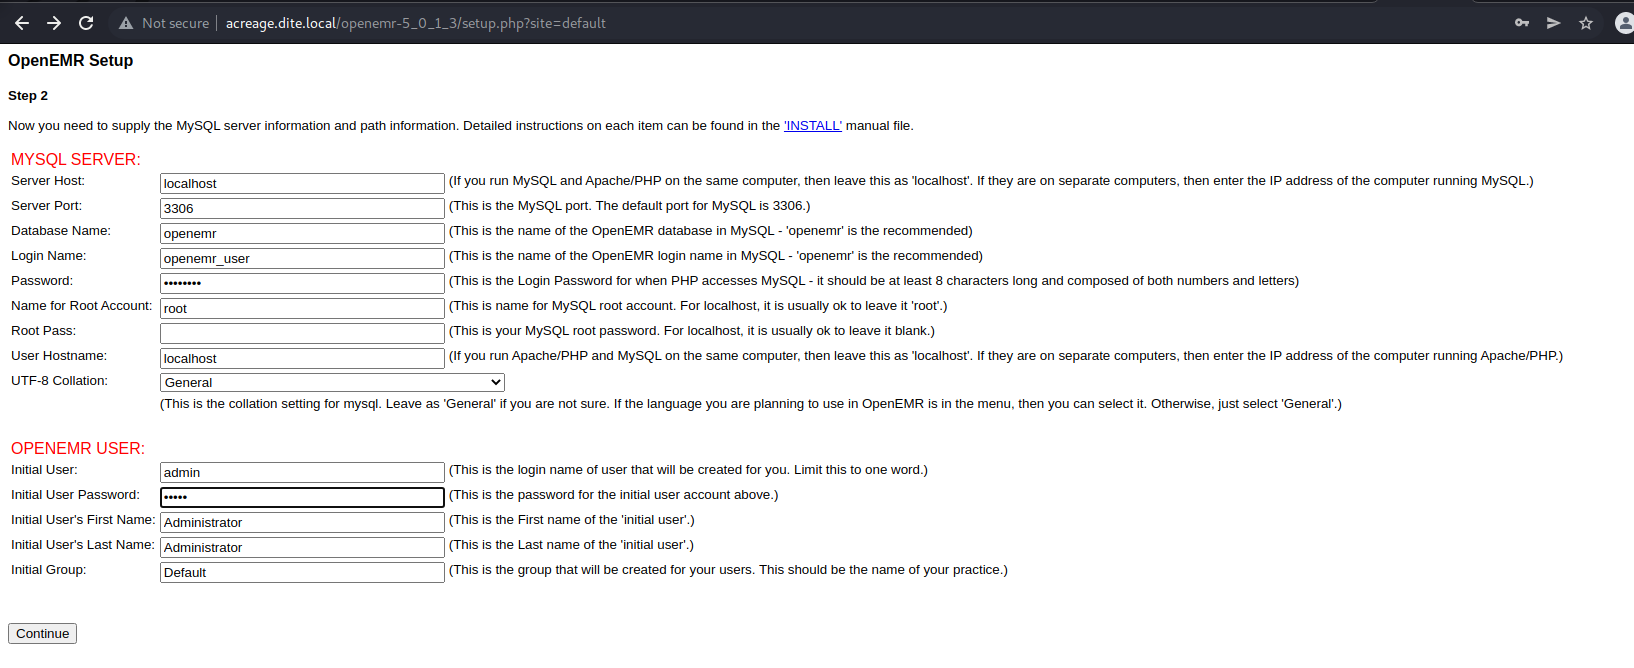 Not secure | acreage.dite.local/openemr-5_0_1_3/setup.php?site=default
OpenEMR Setup
Step 2
Now you need to supply the MySQL server information and path information. Detailed instructions on each item can be found in the 'INSTALL' manual file.
MYSQL SERVER:
Server Host: localhost (If you run MySQL and Apache/PHP on the same computer, then leave this as 'localhost'. If they are on separate computers, then enter the IP address of the computer running MySQL.)
Server Port: 3306 (This is the MySQL port. The default port for MySQL is 3306.)
Database Name: openemr (This is the name of the OpenEMR database in MySQL - 'openemr' is the recommended)
Login Name: openemr_user (This is the name of the OpenEMR login name in MySQL - 'openemr' is the recommended)
Password: •••••••• (This is the Login Password for when PHP accesses MySQL - it should be at least 8 characters long and composed of both numbers and letters)
Name for Root Account: root (This is name for MySQL root account. For localhost, it is usually ok to leave it 'root'.)
Root Pass: (This is your MySQL root password. For localhost, it is usually ok to leave it blank.)
User Hostname: localhost (If you run Apache/PHP and MySQL on the same computer, then leave this as 'localhost'. If they are on separate computers, then enter the IP address of the computer running Apache/PHP.)
UTF-8 Collation: General
(This is the collation setting for mysql. Leave as 'General' if you are not sure. If the language you are planning to use in OpenEMR is in the menu, then you can select it. Otherwise, just select 'General'.)
OPENEMR USER:
Initial User: admin (This is the login name of user that will be created for you. Limit this to one word.)
Initial User Password: ••••• (This is the password for the initial user account above.)
Initial User's First Name: Administrator (This is the First name of the 'initial user'.)
Initial User's Last Name: Administrator (This is the Last name of the 'initial user'.)
Initial Group: Default (This is the group that will be created for your users. This should be the name of your practice.)
Continue